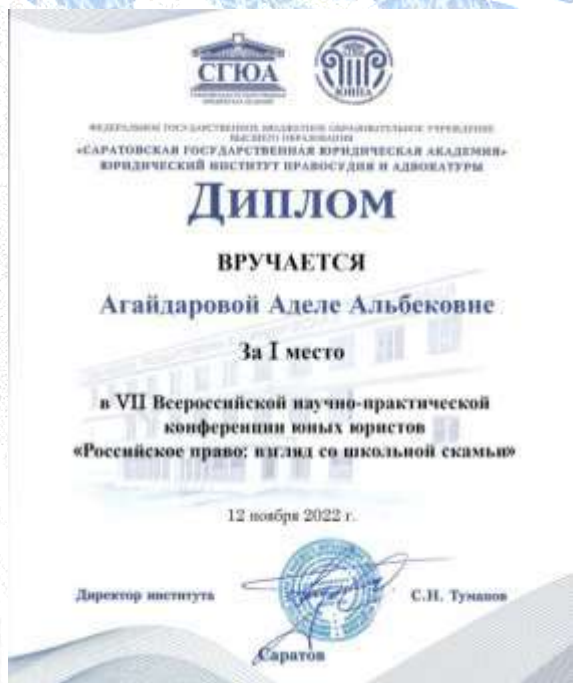 СГЮА
ЮИПА
ФЕДЕРАЛЬНОЕ ГОСУДАРСТВЕННОЕ БЮДЖЕТНОЕ ОБРАЗОВАТЕЛЬНОЕ УЧРЕЖДЕНИЕ
ВЫСШЕГО ОБРАЗОВАНИЯ
«САРАТОВСКАЯ ГОСУДАРСТВЕННАЯ ЮРИДИЧЕСКАЯ АКАДЕМИЯ»
ЮРИДИЧЕСКИЙ ИНСТИТУТ ПРАВОСУДИЯ И АДВОКАТУРЫ
ДИПЛОМ
ВРУЧАЕТСЯ
Агайдаровой Аделе Альбековне
За I место
в VII Всероссийской научно-практической
конференции юных юристов
«Российское право: взгляд со школьной скамьи»
12 ноября 2022 г.
Директор института
С.Н. Туманов
Саратов